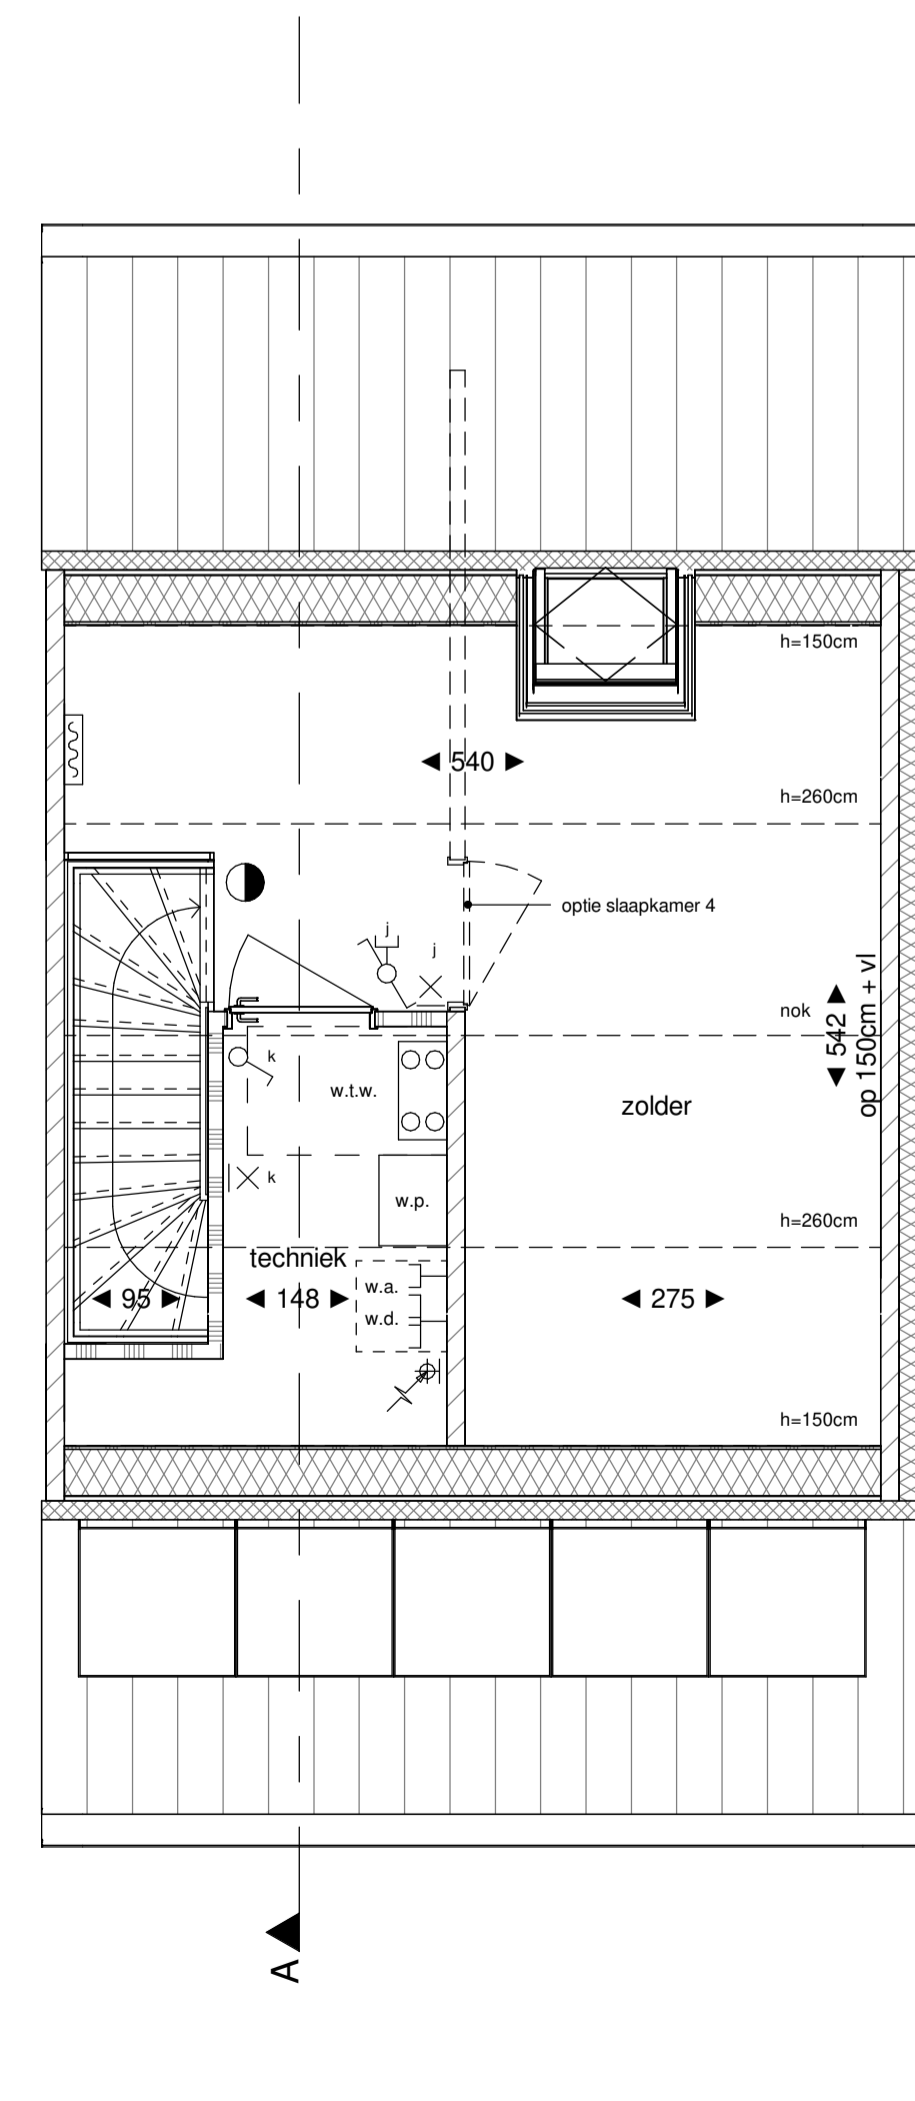 h=150cm
540
h=260cm
j
j
optie slaapkamer 4
nok
542
op 150cm + vl
k
w.t.w.
zolder
k
w.p.
h=260cm
techniek
w.a.
95
148
275
w.d.
h=150cm
A